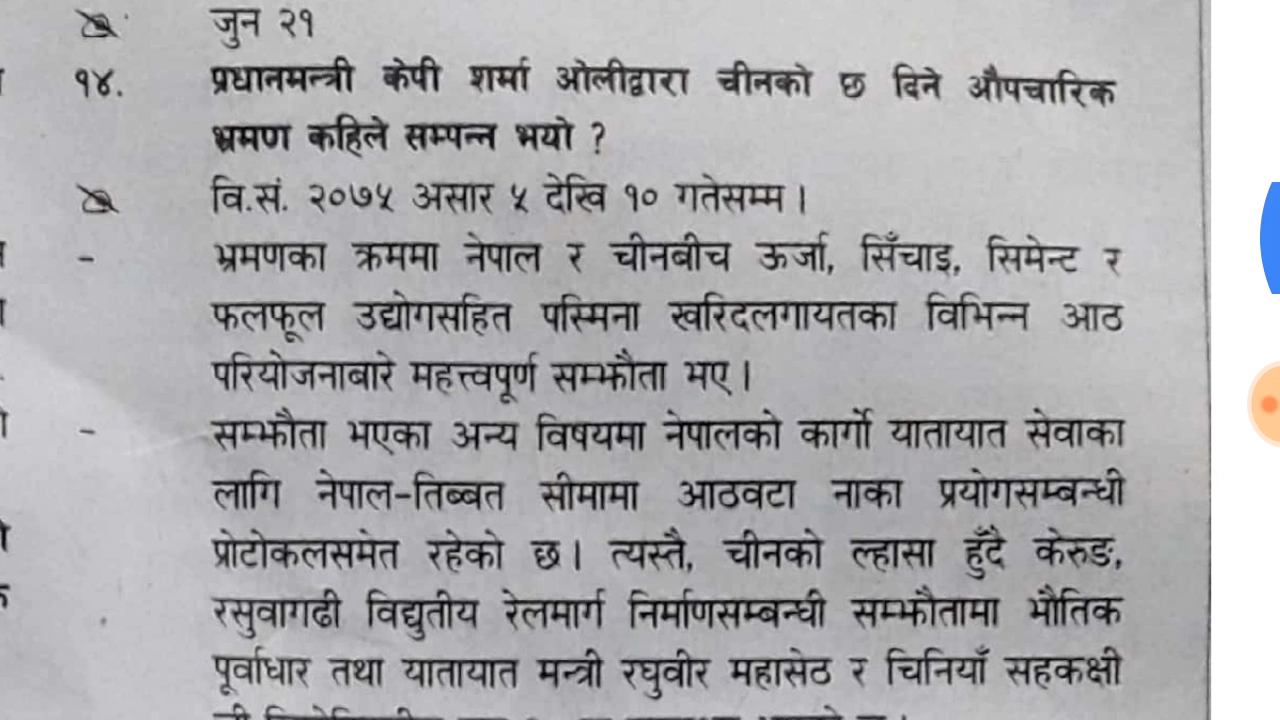 जुन २१
१४. प्रधानमन्त्री केपी शर्मा ओलीद्वारा चीनको छ दिने औपचारिक
भ्रमण कहिले सम्पन्न भयो ?
वि.सं. २०७५ असार ५ देखि १० गतेसम्म ।
- भ्रमणका क्रममा नेपाल र चीनबीच ऊर्जा, सिँचाइ, सिमेन्ट र
फलफूल उद्योगसहित पस्मिना खरिदलगायतका विभिन्न आठ
परियोजनाबारे महत्त्वपूर्ण सम्झौता भए ।
- सम्झौता भएका अन्य विषयमा नेपालको कार्गो यातायात सेवाका
लागि नेपाल-तिब्बत सीमामा आठवटा नाका प्रयोगसम्बन्धी
प्रोटोकलसमेत रहेको छ । त्यस्तै, चीनको ल्हासा हुँदै केरुङ,
रसुवागढी विद्युतीय रेलमार्ग निर्माणसम्बन्धी सम्झौतामा भौतिक
पूर्वाधार तथा यातायात मन्त्री रघुवीर महासेठ र चिनियाँ सहकक्षी